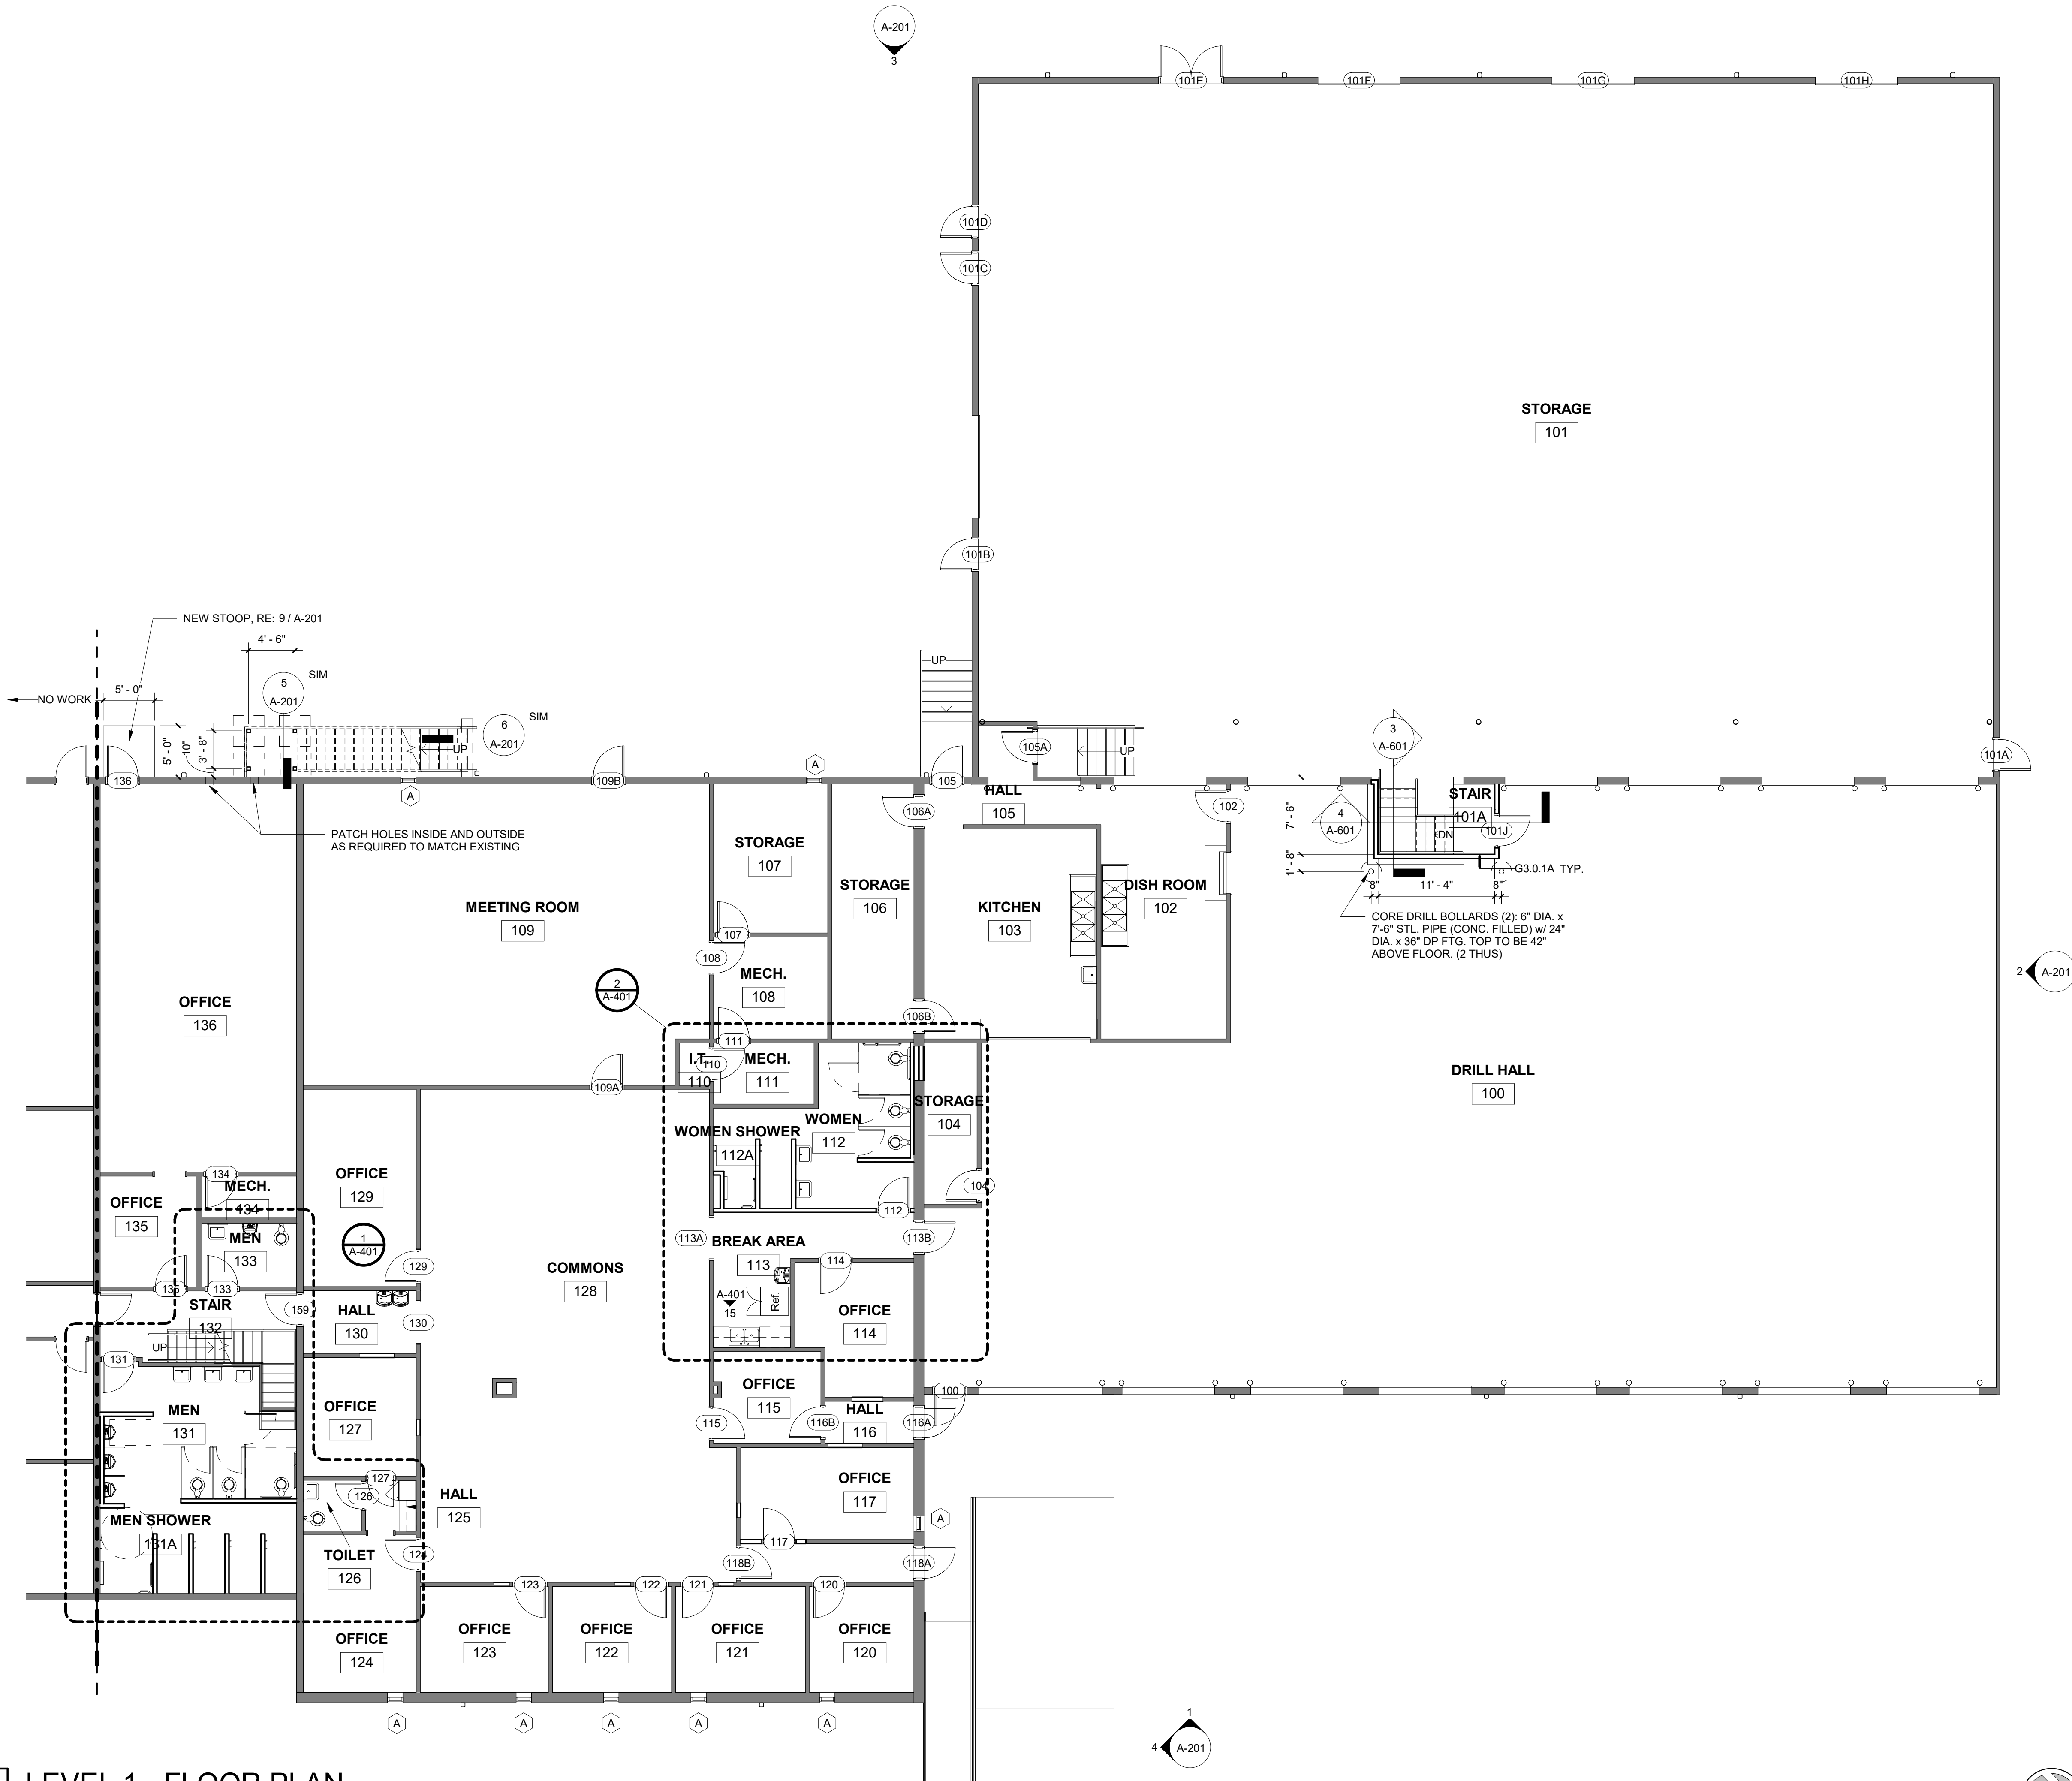 A-201
3
101E
101F
101G
101H
101D
101C
STORAGE
101
101B
NEW STOOP, RE: 9 / A-201
4' - 6"
5
A-201
SIM
NO WORK
5' - 0"
5' - 0"
10"
3' - 8"
6
A-201
SIM
UP
UP
105A
UP
3
A-601
101A
136
109B
A
A
105
HALL
105
106A
102
7' - 6"
1' - 8"
4
A-601
STAIR
101A
101J
DN
G3.0.1A TYP.
8"
11' - 4"
8"
PATCH HOLES INSIDE AND OUTSIDE
AS REQUIRED TO MATCH EXISTING
STORAGE
107
STORAGE
106
DISH ROOM
102
MEETING ROOM
109
KITCHEN
103
CORE DRILL BOLLARDS (2): 6" DIA. x
7'-6" STL. PIPE (CONC. FILLED) w/ 24"
DIA. x 36" DP FTG. TOP TO BE 42"
ABOVE FLOOR. (2 THUS)
107
108
MECH.
108
2
A-401
2
A-201
OFFICE
136
106B
111
I.T.
110
110
MECH.
111
109A
DRILL HALL
100
STORAGE
104
WOMEN
112
WOMEN SHOWER
112A
104
112
OFFICE
129
134
MECH.
134
OFFICE
135
MEN
133
1
A-401
113A
BREAK AREA
113
113B
114
129
COMMONS
128
135
133
STAIR
132
159
HALL
130
130
A-401
15
Ref.
OFFICE
114
UP
131
OFFICE
115
100
115
116B
HALL
116
116A
MEN
131
OFFICE
127
127
126
HALL
125
OFFICE
117
A
MEN SHOWER
131A
TOILET
126
124
117
118B
118A
123
122
121
120
OFFICE
124
OFFICE
123
OFFICE
122
OFFICE
121
OFFICE
120
A
A
A
A
A
1
4
A-201
LEVEL 1 - FLOOR PLAN